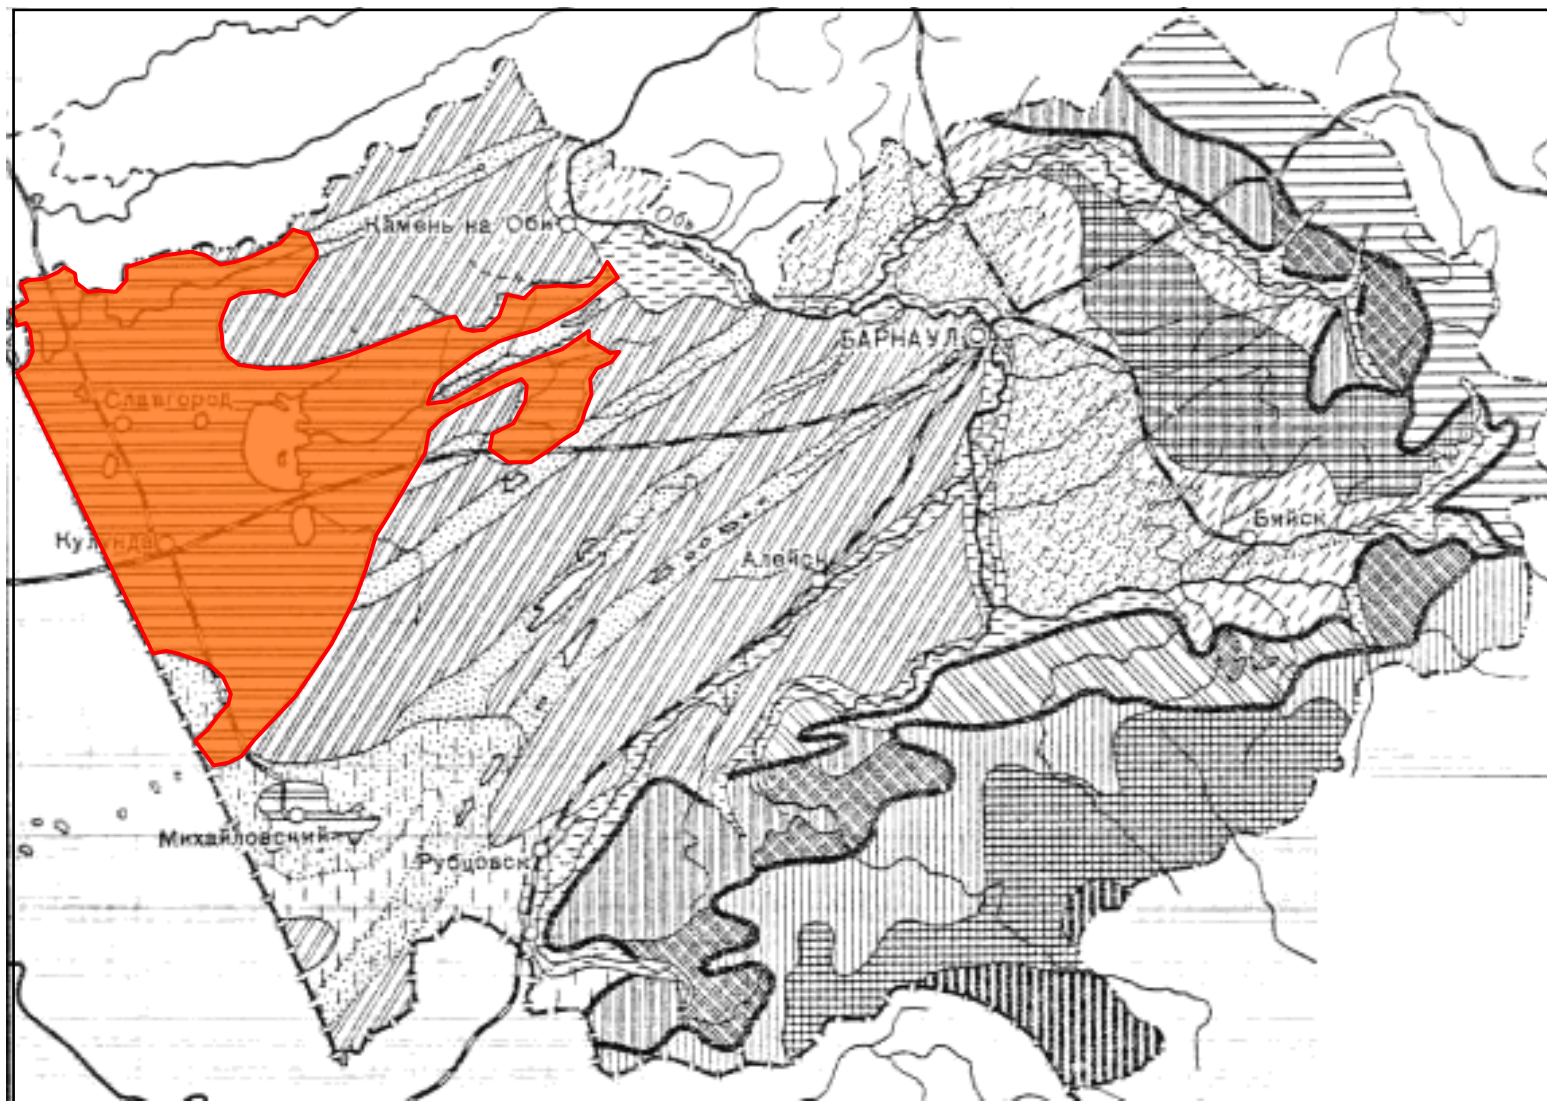 Камень на Оби
Обь
БАРНАУЛ
Славгород
Бийск
Кулунда
Алейск
Михайловский
Рубцовск